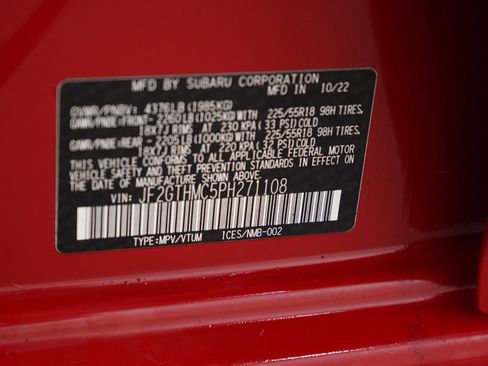 MFD BY SUBARU CORPORATION
MFD IN 10/22
GVWR/PNBV: 4376LB(1985KG)
GAWR/PNBE:FRONT- 2260LB(1025KG) WITH 225/55R18 98H TIRES,
18X7J RIMS AT 230 KPA( 33 PSI)COLD
GAWR/PNBE:REAR- 2205LB(1000KG) WITH 225/55R18 98H TIRES,
18X7J RIMS AT 220 KPA( 32 PSI)COLD
THIS VEHICLE CONFORMS TO ALL APPLICABLE FEDERAL MOTOR
VEHICLE SAFETY AND THEFT PREVENTION STANDARDS IN EFFECT
ON THE DATE OF MANUFACTURE SHOWN ABOVE.
VIN: JF2GTHMC5PH271108
TYPE:MPV/VTUM ICES/NMB-002